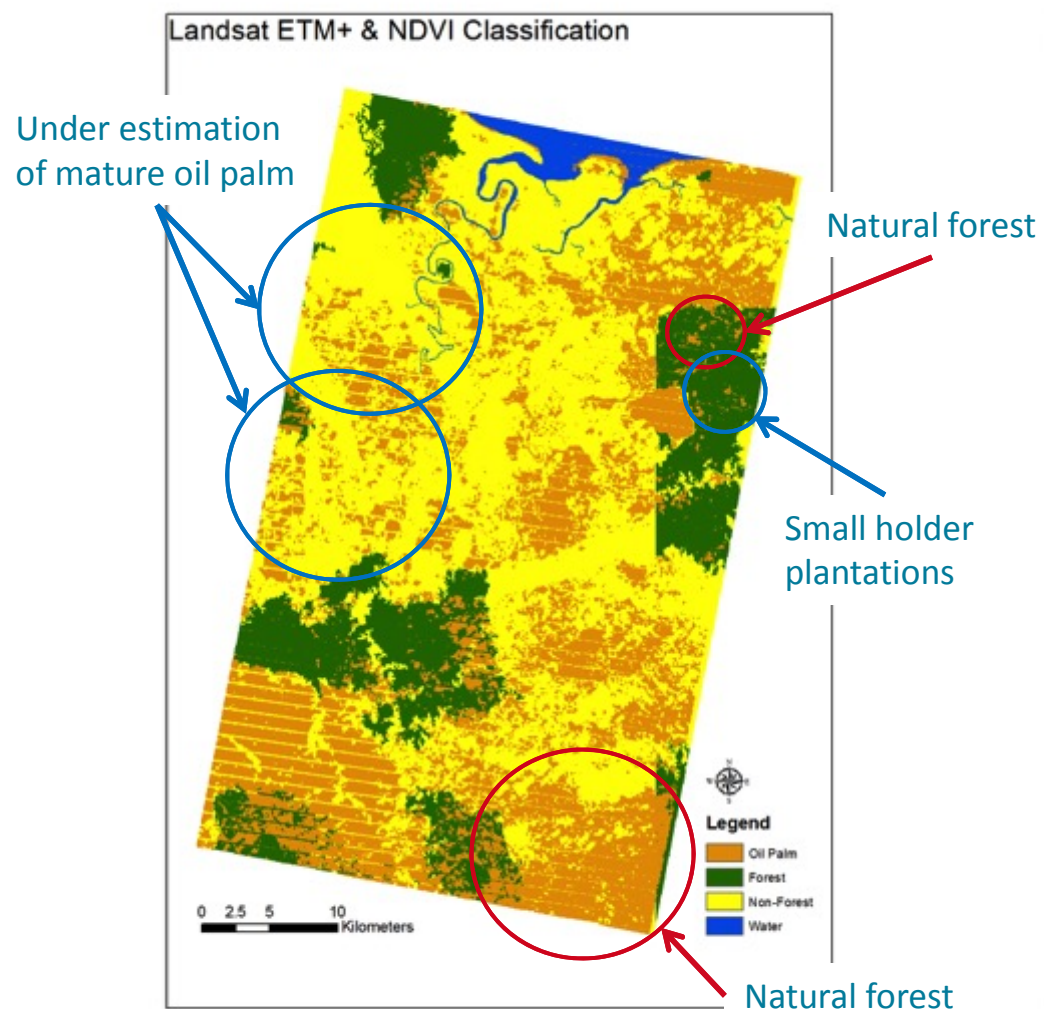 Landsat ETM+ & NDVI Classification
Under estimation
of mature oil palm
Natural forest
Small holder
plantations
N
W E
S
Legend
Oil Palm
Forest
Non-Forest
Water
0 2.5 5 10
Kilometers
Natural forest